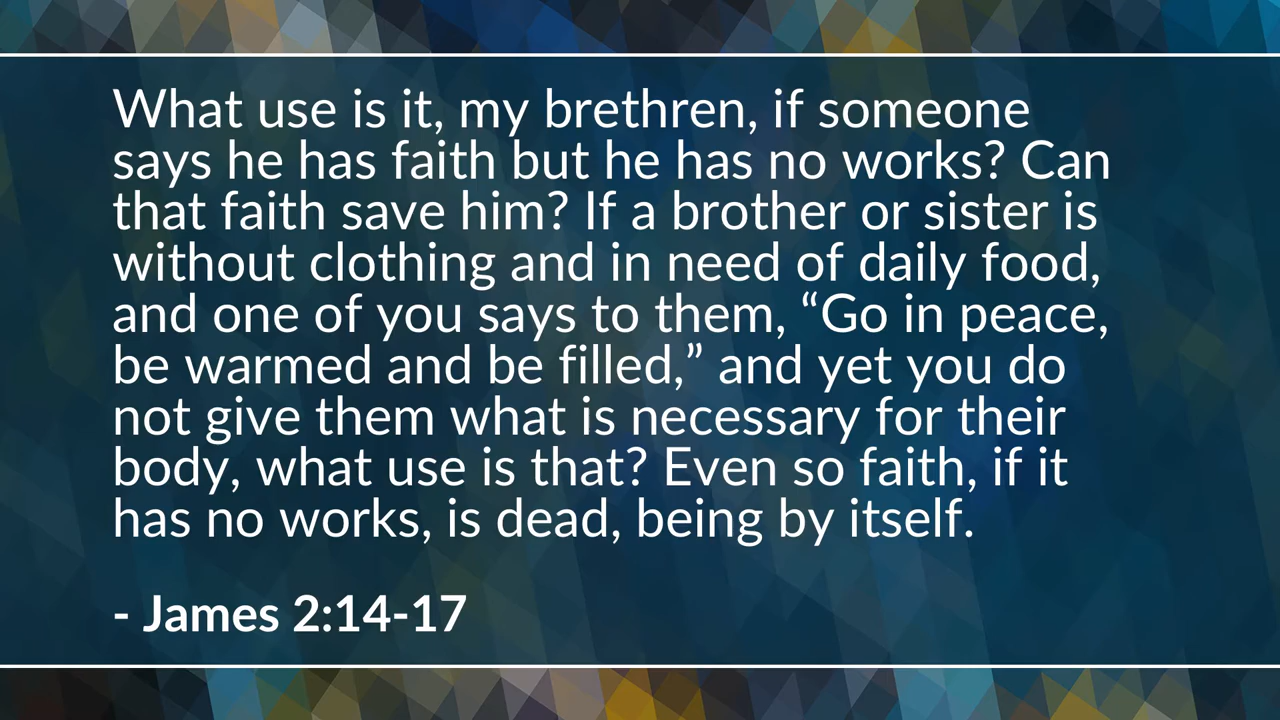 What use is it, my brethren, if someone
says he has faith but he has no works? Can
that faith save him? If a brother or sister is
without clothing and in need of daily food,
and one of you says to them, “Go in peace,
be warmed and be filled,” and yet you do
not give them what is necessary for their
body, what use is that? Even so faith, if it
has no works, is dead, being by itself.
- James 2:14-17